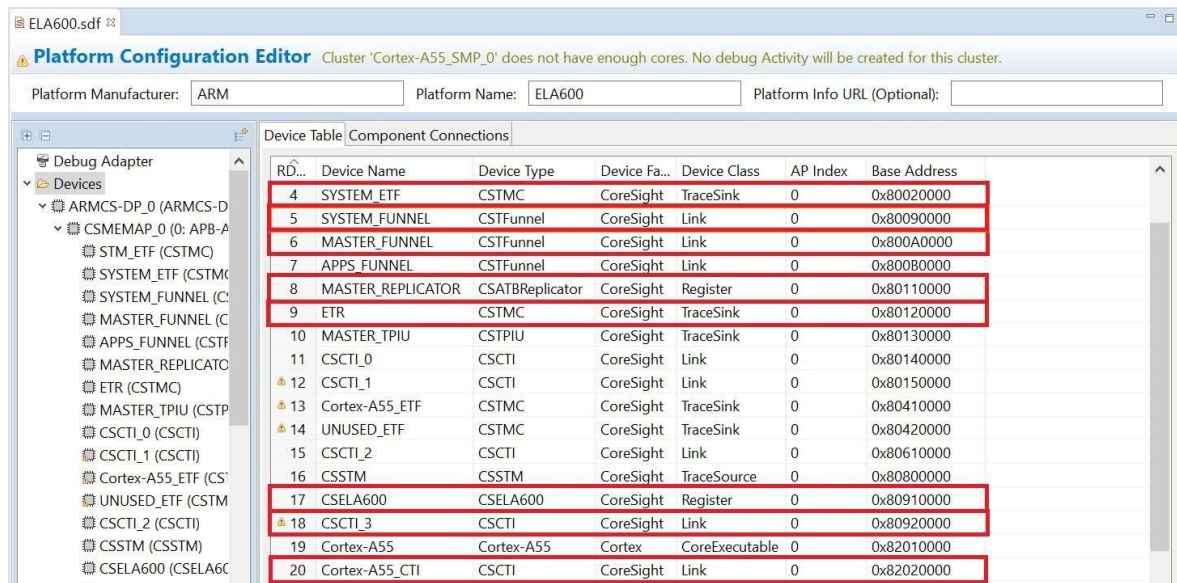 ELA600.sdf
Platform Configuration Editor Cluster 'Cortex-A55_SMP_0' does not have enough cores. No debug Activity will be created for this cluster.
Platform Manufacturer: ARM Platform Name: ELA600 Platform Info URL (Optional):
Device Table Component Connections
Debug Adapter
Devices
ARMCS-DP_0 (ARMCS-D
CSMEMAP_0 (0: APB-A
STM_ETF (CSTMC)
SYSTEM_ETF (CSTMC
SYSTEM_FUNNEL (CS
MASTER_FUNNEL (C
APPS_FUNNEL (CSTF
MASTER_REPLICATO
ETR (CSTMC)
MASTER_TPIU (CSTP
CSCTI_0 (CSCTI)
CSCTI_1 (CSCTI)
Cortex-A55_ETF (CST
UNUSED_ETF (CSTM
CSCTI_2 (CSCTI)
CSSTM (CSSTM)
CSELA600 (CSELA60
RD... Device Name Device Type Device Fa... Device Class AP Index Base Address
4 SYSTEM_ETF CSTMC CoreSight TraceSink 0 0x80020000
5 SYSTEM_FUNNEL CSTFunnel CoreSight Link 0 0x80090000
6 MASTER_FUNNEL CSTFunnel CoreSight Link 0 0x800A0000
7 APPS_FUNNEL CSTFunnel CoreSight Link 0 0x800B0000
8 MASTER_REPLICATOR CSATBReplicator CoreSight Register 0 0x80110000
9 ETR CSTMC CoreSight TraceSink 0 0x80120000
10 MASTER_TPIU CSTPIU CoreSight TraceSink 0 0x80130000
11 CSCTI_0 CSCTI CoreSight Link 0 0x80140000
12 CSCTI_1 CSCTI CoreSight Link 0 0x80150000
13 Cortex-A55_ETF CSTMC CoreSight TraceSink 0 0x80410000
14 UNUSED_ETF CSTMC CoreSight TraceSink 0 0x80420000
15 CSCTI_2 CSCTI CoreSight Link 0 0x80610000
16 CSSTM CSSTM CoreSight TraceSource 0 0x80800000
17 CSELA600 CSELA600 CoreSight Register 0 0x80910000
18 CSCTI_3 CSCTI CoreSight Link 0 0x80920000
19 Cortex-A55 Cortex-A55 Cortex CoreExecutable 0 0x82010000
20 Cortex-A55_CTI CSCTI CoreSight Link 0 0x82020000